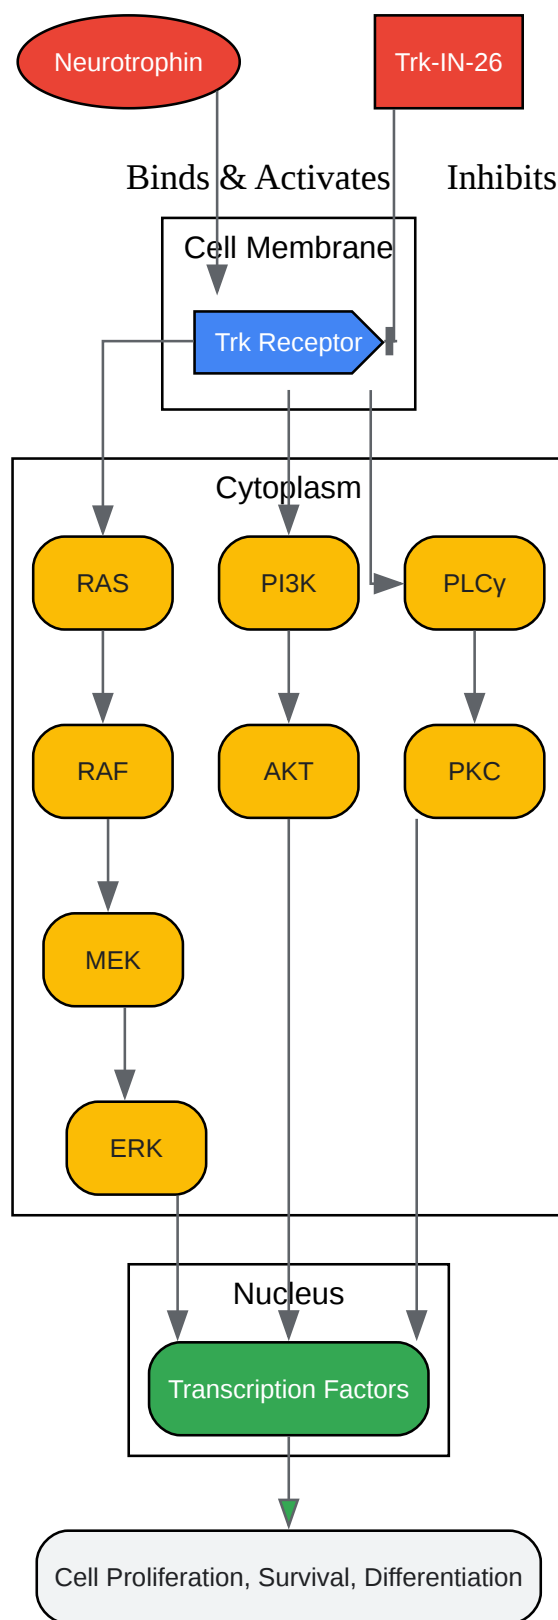 Neurotrophin
Trk-IN-26
Binds & Activates
Inhibits
Cell Membrane
Trk Receptor
Cytoplasm
RAS
PI3K
PLCγ
RAF
AKT
PKC
MEK
ERK
Nucleus
Transcription Factors
Cell Proliferation, Survival, Differentiation